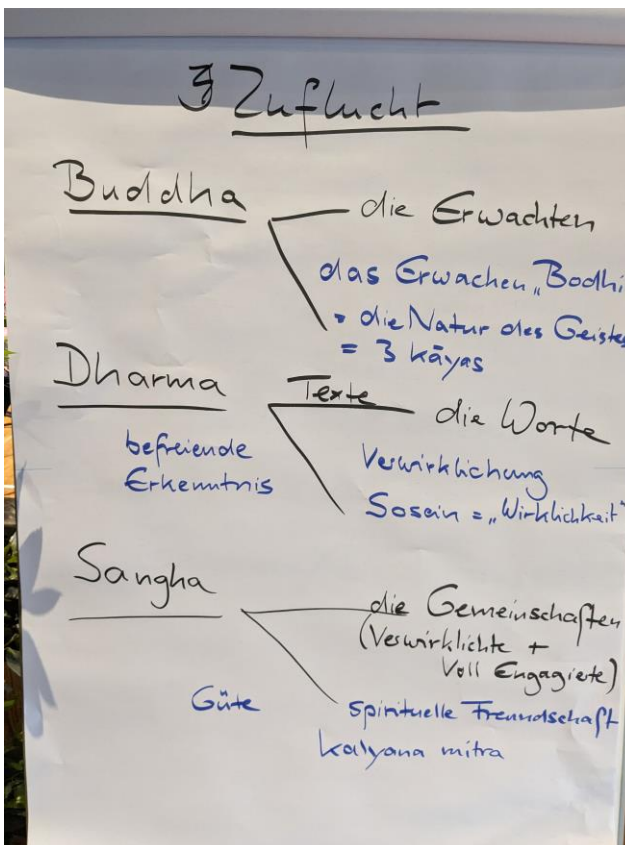 3 Zuflucht
Buddha die Erwachten
das Erwachen „Bodhi
= die Natur des Geistes
= 3 kāyas
Dharma Texte die Worte
befreiende Verwirklichung
Erkenntnis Sosein = „Wirklichkeit"
Sangha die Gemeinschaften
(Verwirklichte +
Voll Engagierte)
Güte spirituelle Freundschaft
kalyana mitra